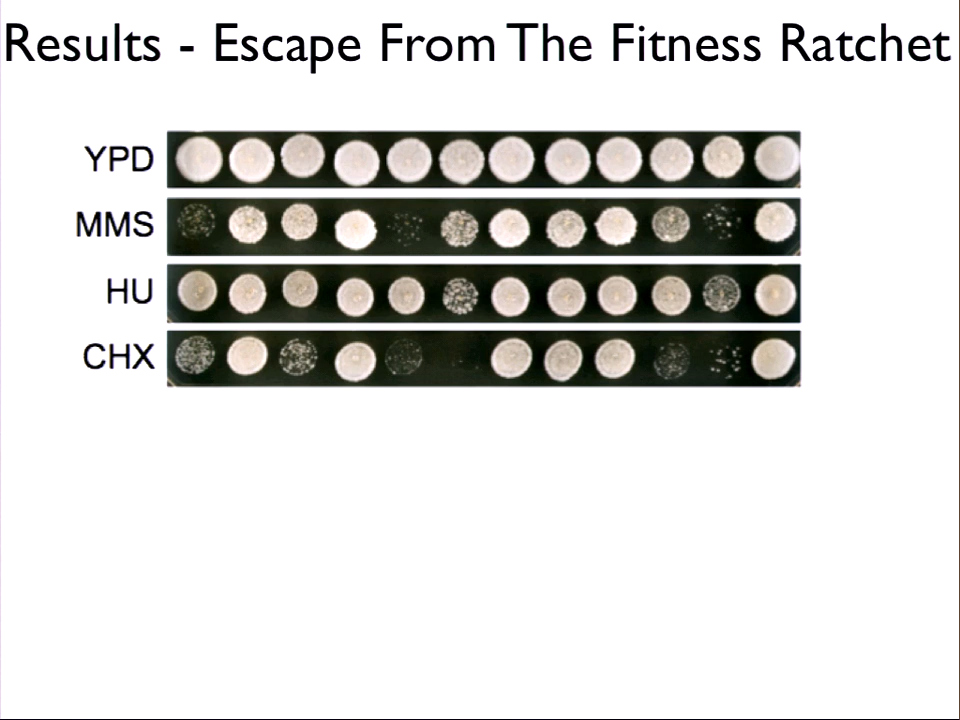 Results - Escape From The Fitness Ratchet
YPD
MMS
HU
CHX